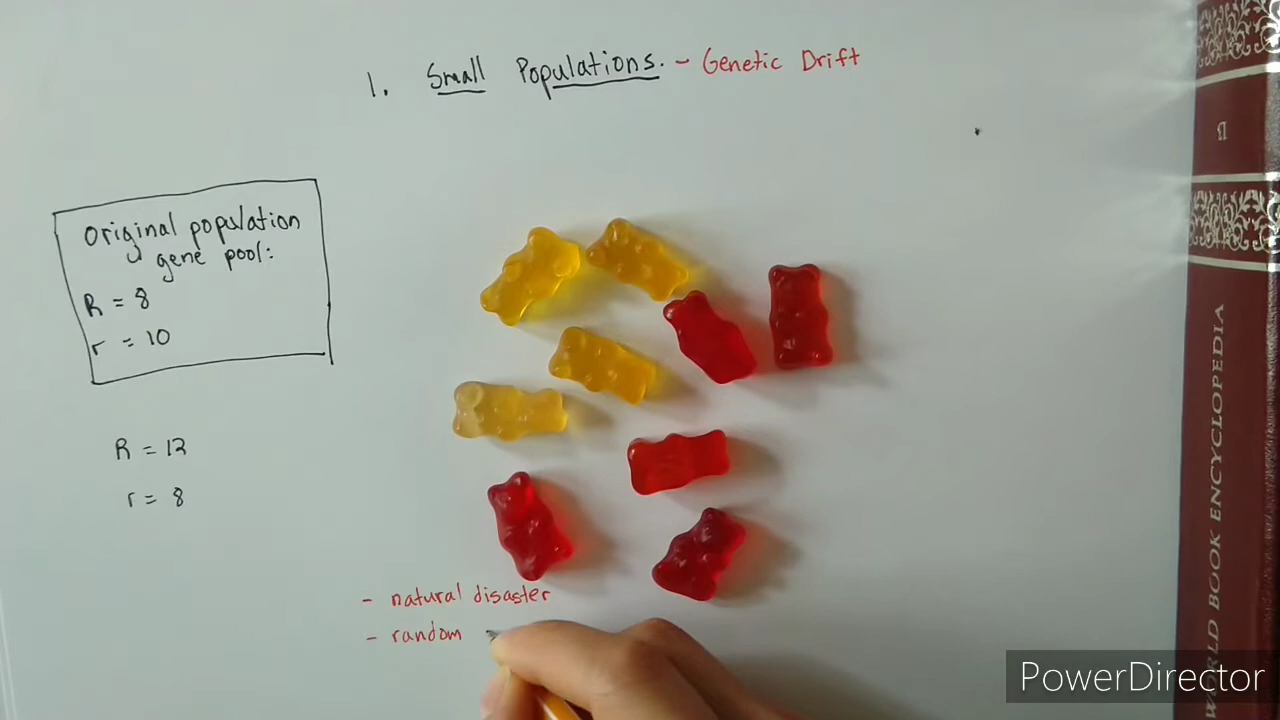 1. Small Populations. - Genetic Drift
Original population
gene pool:
R = 8
r = 10
R = 12
r = 8
- natural disaster
- random
WORLD BOOK ENCYCLOPEDIA
PowerDirector